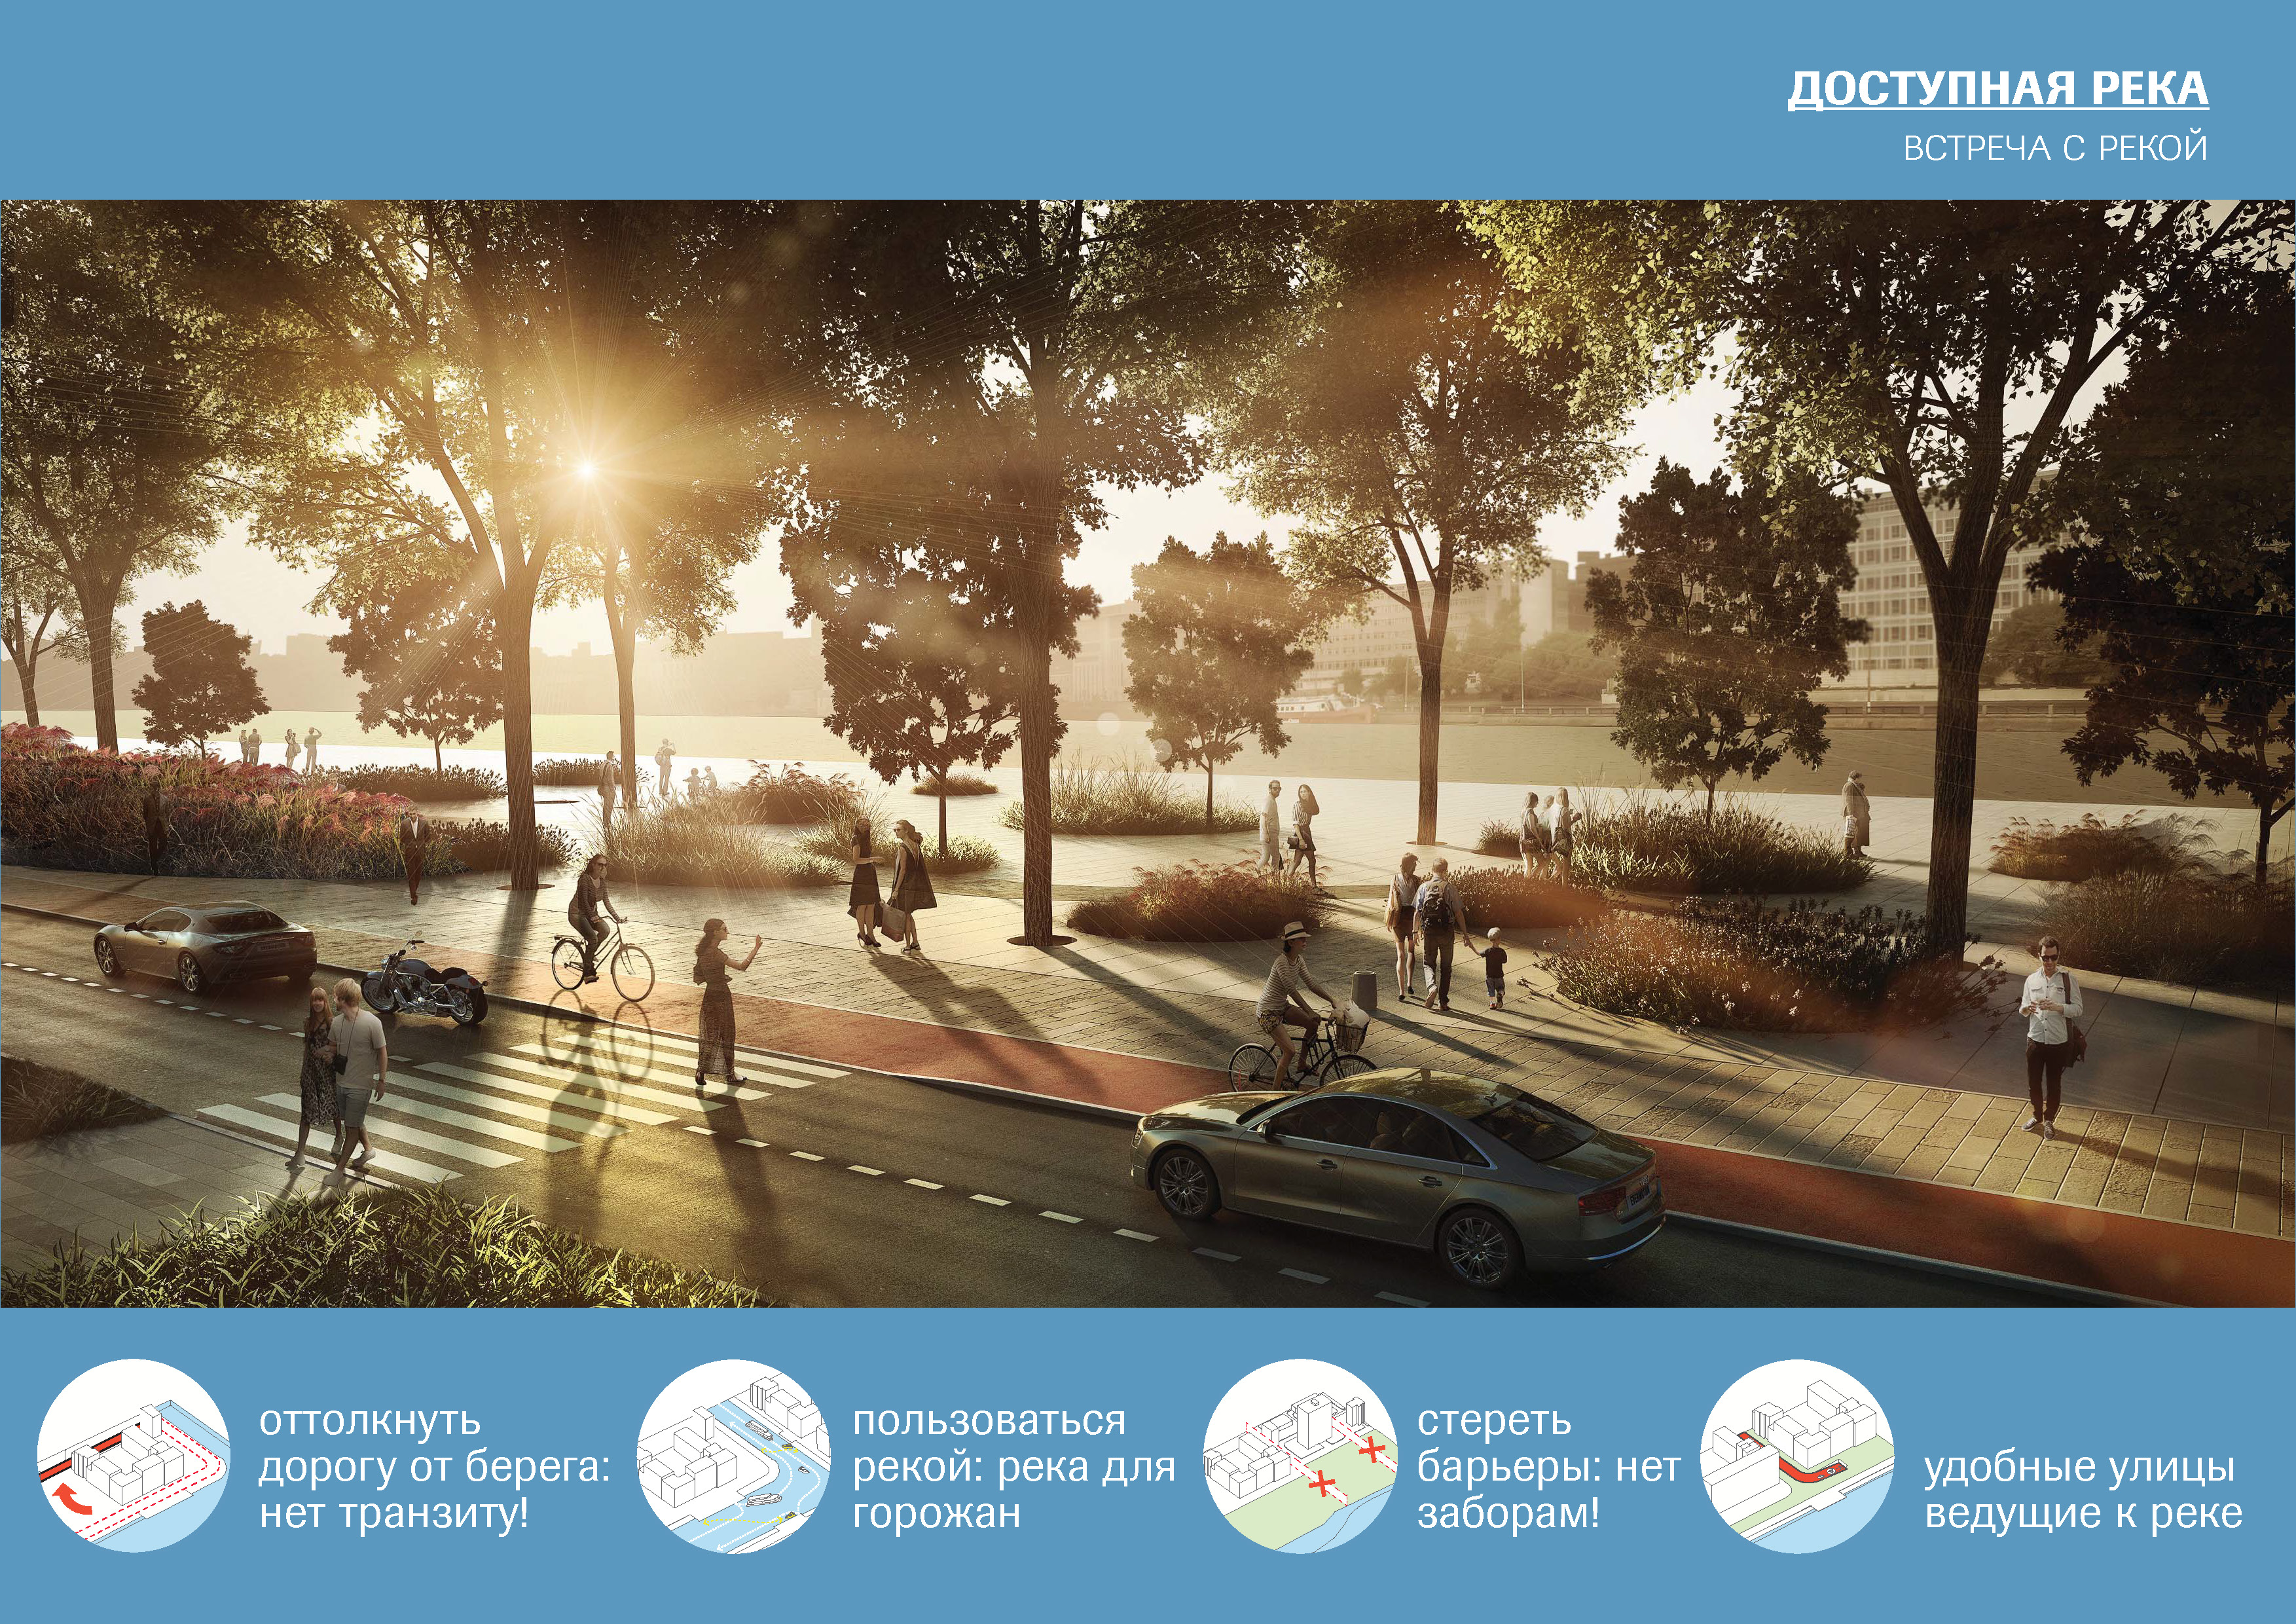 ДОСТУПНАЯ РЕКА
ВСТРЕЧА С РЕКОЙ
оттолкнуть
дорогу от берега:
нет транзиту!
пользоваться
рекой: река для
горожан
стереть
барьеры: нет
заборам!
удобные улицы
ведущие к реке